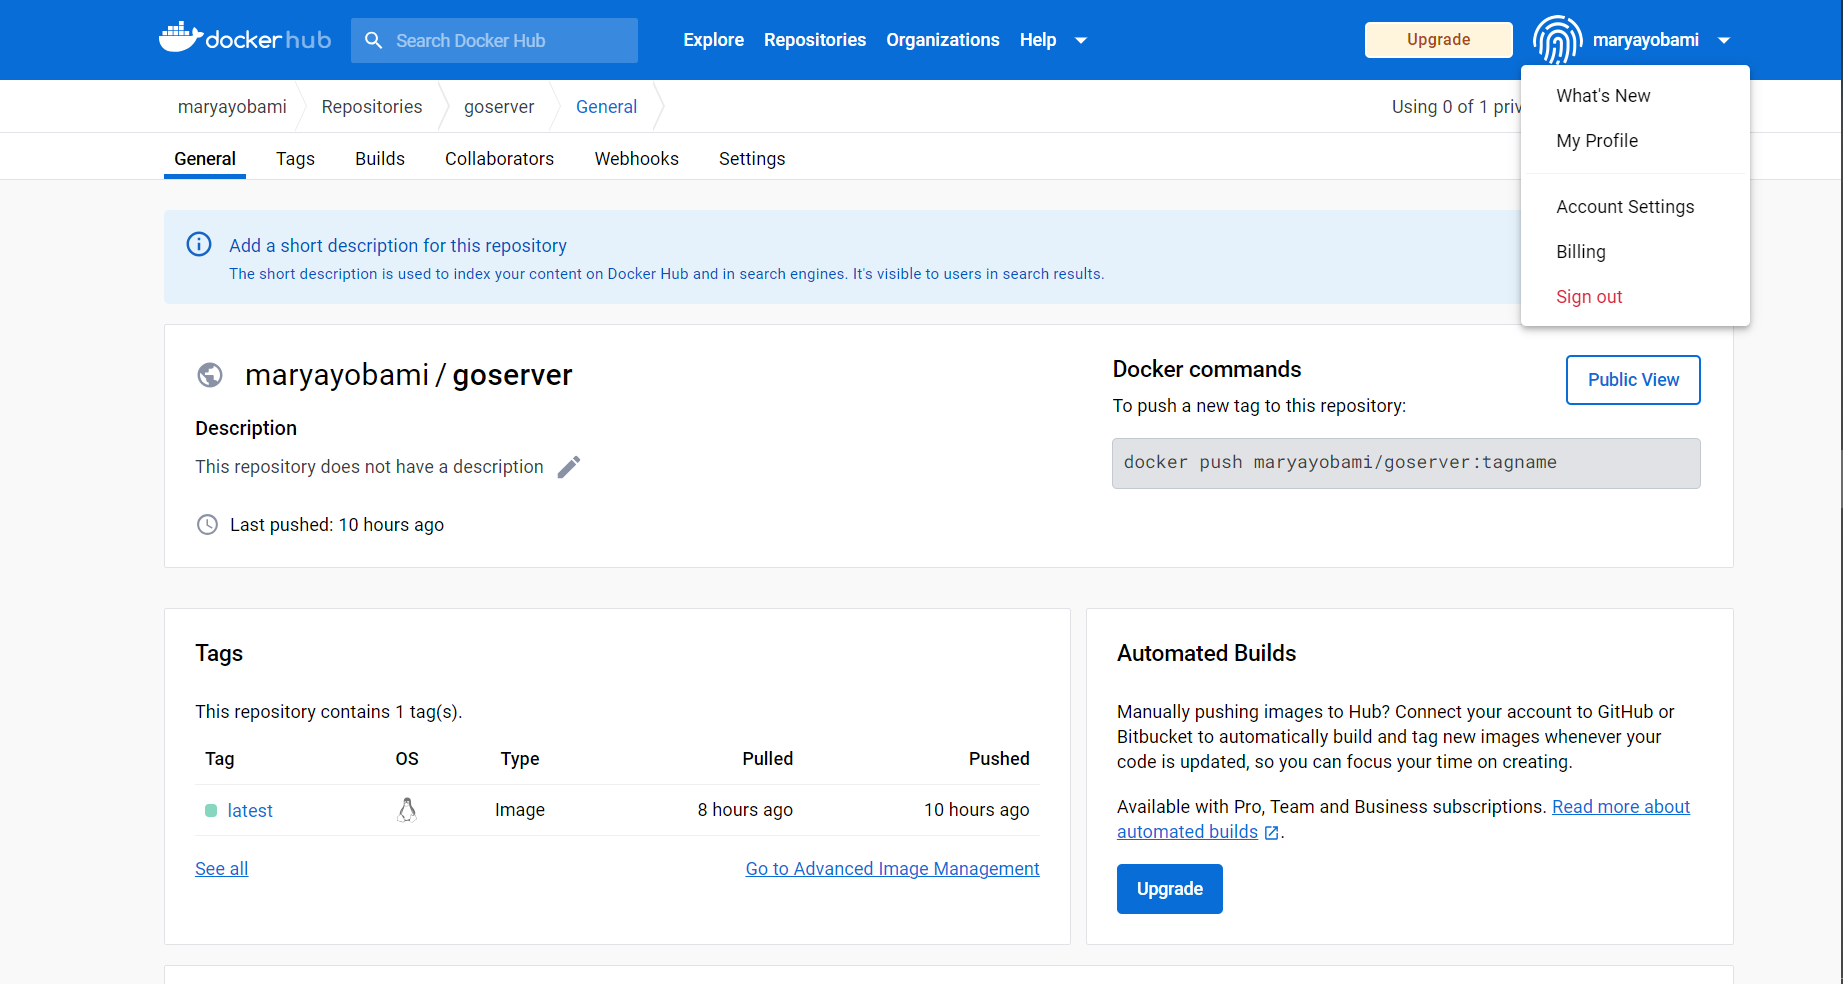 docker hub
Search Docker Hub
Explore Repositories Organizations Help
Upgrade
maryayobami
maryayobami Repositories goserver General
Using 0 of 1
What's New
My Profile
Account Settings
Billing
Sign out
General Tags Builds Collaborators Webhooks Settings
Add a short description for this repository
The short description is used to index your content on Docker Hub and in search engines. It's visible to users in search results.
maryayobami / goserver
Description
This repository does not have a description
Last pushed: 10 hours ago
Docker commands
Public View
To push a new tag to this repository:
docker push maryayobami/goserver:tagname
Tags
This repository contains 1 tag(s).
Tag OS Type Pulled Pushed
latest Image 8 hours ago 10 hours ago
See all Go to Advanced Image Management
Automated Builds
Manually pushing images to Hub? Connect your account to GitHub or
Bitbucket to automatically build and tag new images whenever your
code is updated, so you can focus your time on creating.
Available with Pro, Team and Business subscriptions. Read more about
automated builds.
Upgrade